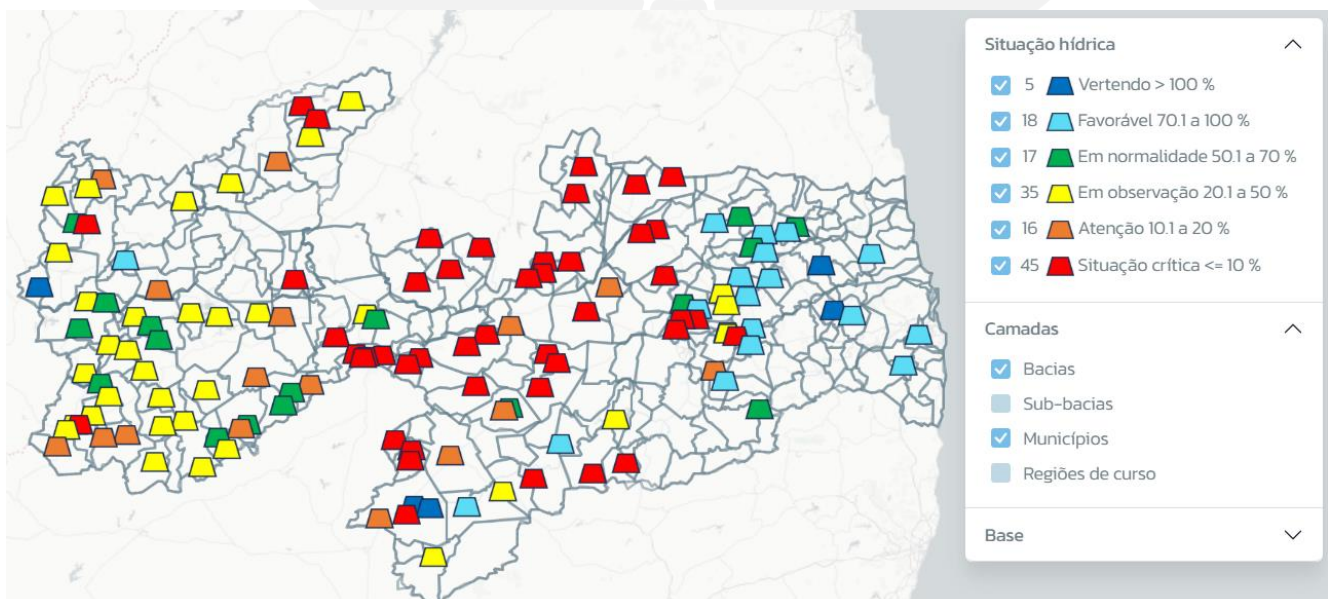 Situação hídrica
5 Vertendo > 100 %
18 Favorável 70.1 a 100 %
17 Em normalidade 50.1 a 70 %
35 Em observação 20.1 a 50 %
16 Atenção 10.1 a 20 %
45 Situação crítica <= 10 %
Camadas
Bacias
Sub-bacias
Municípios
Regiões de curso
Base